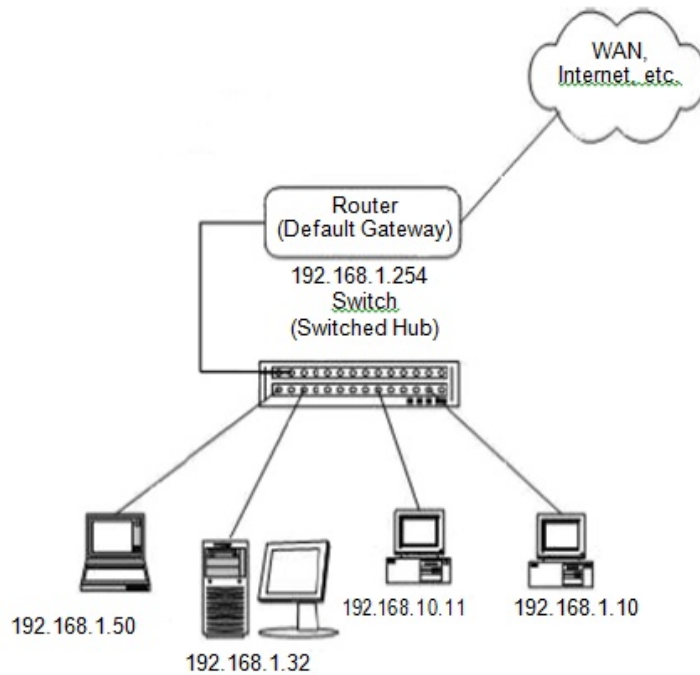 WAN,
Internet, etc.
Router
(Default Gateway)
192.168.1.254
Switch
(Switched Hub)
192.168.1.50
192.168.1.32
192.168.10.11
192.168.1.10